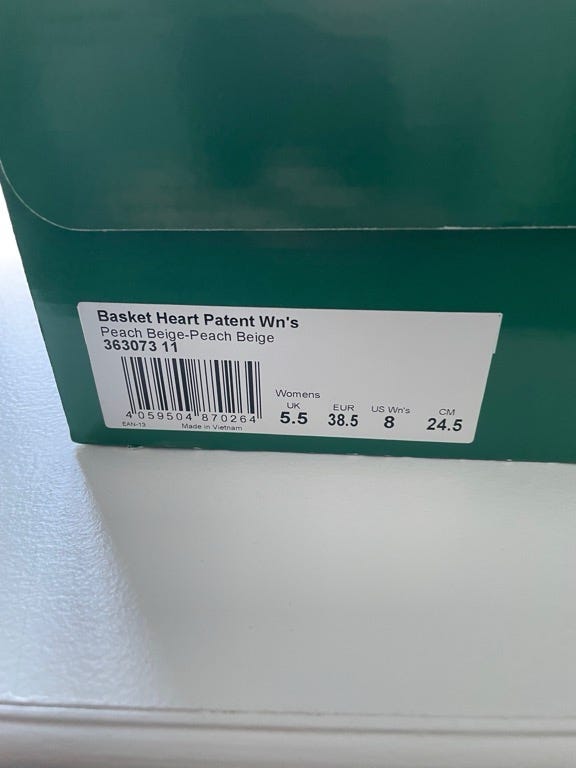 Basket Heart Patent Wn's
Peach Beige-Peach Beige
363073 11
4 059504 870264
EAN-13
Made in Vietnam
Womens
UK EUR US Wn's CM
5.5 38.5 8 24.5